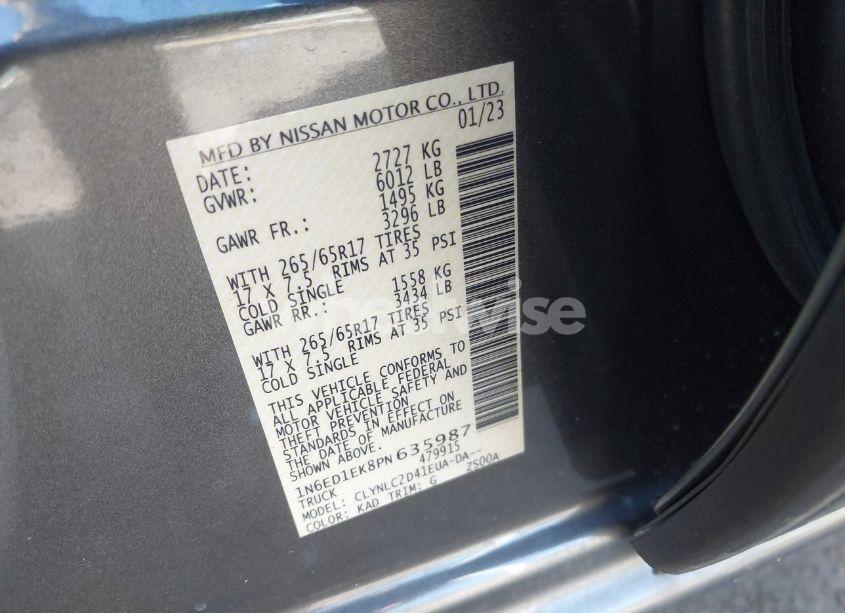 MFD BY NISSAN MOTOR CO., LTD.
DATE: 01/23
GVWR: 2727 KG
6012 LB
GAWR FR.: 1495 KG
3296 LB
WITH 265/65R17 TIRES
17 X 7.5 RIMS AT 35 PSI
COLD SINGLE
GAWR RR.: 1558 KG
3434 LB
WITH 265/65R17 TIRES
17 X 7.5 RIMS AT 35 PSI
COLD SINGLE
THIS VEHICLE CONFORMS TO
ALL APPLICABLE FEDERAL
MOTOR VEHICLE SAFETY AND
THEFT PREVENTION
STANDARDS IN EFFECT ON
THE DATE OF MANUFACTURE
SHOWN ABOVE.
1N6ED1EK8PN635987
TRUCK 479915
MODEL: CLYNLC2D41EUA-DA--
COLOR: KAD TRIM: G ZS00A